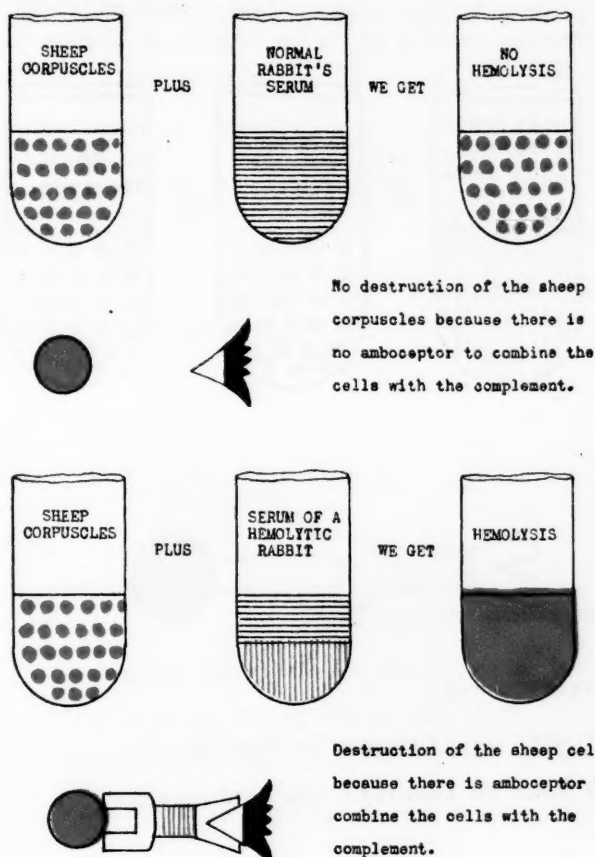 SHEEP
CORPUSCLES
PLUS
NORMAL
RABBIT'S
SERUM
WE GET
NO
HEMOLYSIS
No destruction of the sheep
corpuscles because there is
no amboceptor to combine the
cells with the complement.
SHEEP
CORPUSCLES
PLUS
SERUM OF A
HEMOLYTIC
RABBIT
WE GET
HEMOLYSIS
Destruction of the sheep cel
because there is amboceptor
combine the cells with the
complement.